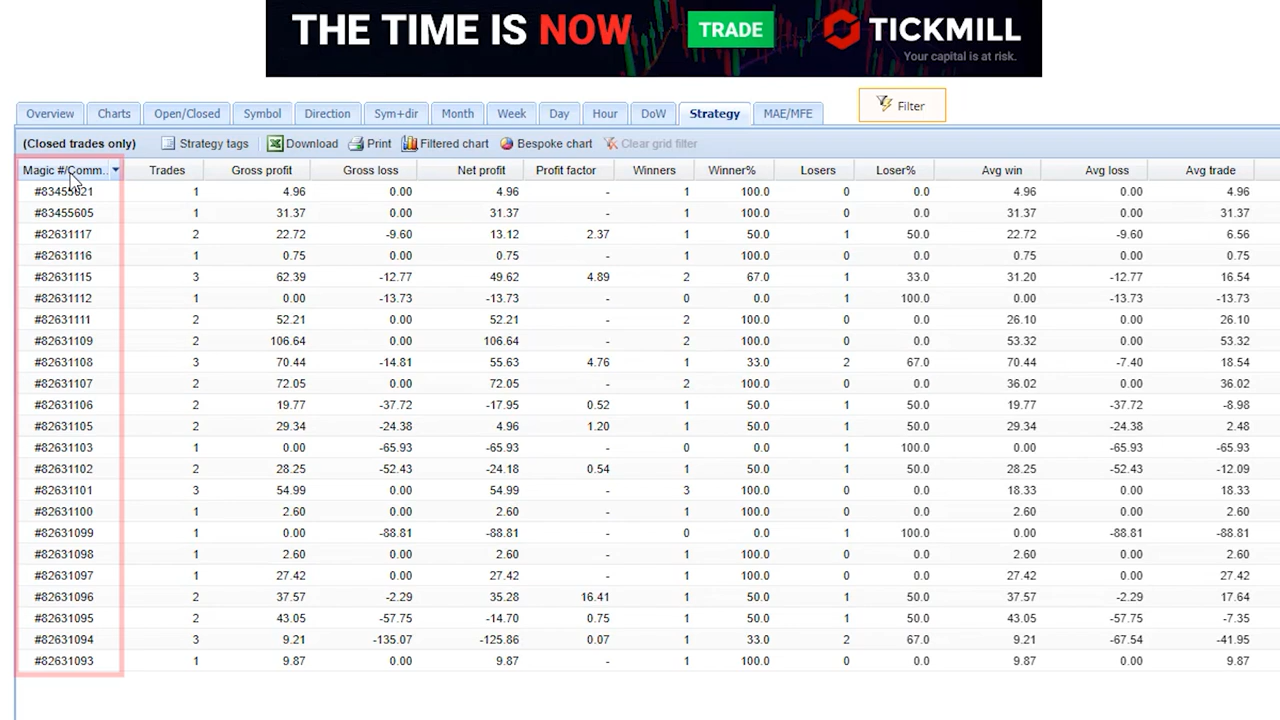 THE TIME IS NOW TRADE TICKMILL
Your capital is at risk.
Overview Charts Open/Closed Symbol Direction Sym+dir Month Week Day Hour DoW Strategy MAE/MFE Filter
(Closed trades only) Strategy tags Download Print Filtered chart Bespoke chart Clear grid filter
Magic #/Comm.. Trades Gross profit Gross loss Net profit Profit factor Winners Winner% Losers Loser% Avg win Avg loss Avg trade
1 4.96 0.00 4.96 - 1 100.0 0 0.0 4.96 0.00 4.96
#83455605 1 31.37 0.00 31.37 - 1 100.0 0 0.0 31.37 0.00 31.37
#82631117 2 22.72 -9.60 13.12 2.37 1 50.0 1 50.0 22.72 -9.60 6.56
#82631116 1 0.75 0.00 0.75 - 1 100.0 0 0.0 0.75 0.00 0.75
#82631115 3 62.39 -12.77 49.62 4.89 2 67.0 1 33.0 31.20 -12.77 16.54
#82631112 1 0.00 -13.73 -13.73 - 0 0.0 1 100.0 0.00 -13.73 -13.73
#82631111 2 52.21 0.00 52.21 - 2 100.0 0 0.0 26.10 0.00 26.10
#82631109 2 106.64 0.00 106.64 - 2 100.0 0 0.0 53.32 0.00 53.32
#82631108 3 70.44 -14.81 55.63 4.76 1 33.0 2 67.0 70.44 -7.40 18.54
#82631107 2 72.05 0.00 72.05 - 2 100.0 0 0.0 36.02 0.00 36.02
#82631106 2 19.77 -37.72 -17.95 0.52 1 50.0 1 50.0 19.77 -37.72 -8.98
#82631105 2 29.34 -24.38 4.96 1.20 1 50.0 1 50.0 29.34 -24.38 2.48
#82631103 1 0.00 -65.93 -65.93 - 0 0.0 1 100.0 0.00 -65.93 -65.93
#82631102 2 28.25 -52.43 -24.18 0.54 1 50.0 1 50.0 28.25 -52.43 -12.09
#82631101 3 54.99 0.00 54.99 - 3 100.0 0 0.0 18.33 0.00 18.33
#82631100 1 2.60 0.00 2.60 - 1 100.0 0 0.0 2.60 0.00 2.60
#82631099 1 0.00 -88.81 -88.81 - 0 0.0 1 100.0 0.00 -88.81 -88.81
#82631098 1 2.60 0.00 2.60 - 1 100.0 0 0.0 2.60 0.00 2.60
#82631097 1 27.42 0.00 27.42 - 1 100.0 0 0.0 27.42 0.00 27.42
#82631096 2 37.57 -2.29 35.28 16.41 1 50.0 1 50.0 37.57 -2.29 17.64
#82631095 2 43.05 -57.75 -14.70 0.75 1 50.0 1 50.0 43.05 -57.75 -7.35
#82631094 3 9.21 -135.07 -125.86 0.07 1 33.0 2 67.0 9.21 -67.54 -41.95
#82631093 1 9.87 0.00 9.87 - 1 100.0 0 0.0 9.87 0.00 9.87